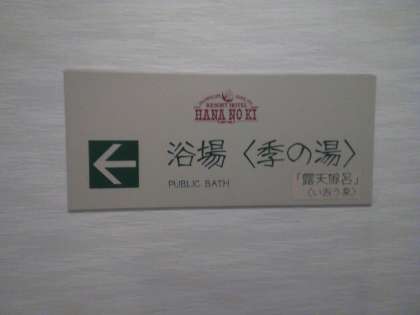 RESORT HOTEL
HANA NO KI
浴場〈季の湯〉
PUBLIC BATH
「露天風呂」
〈いおう泉〉